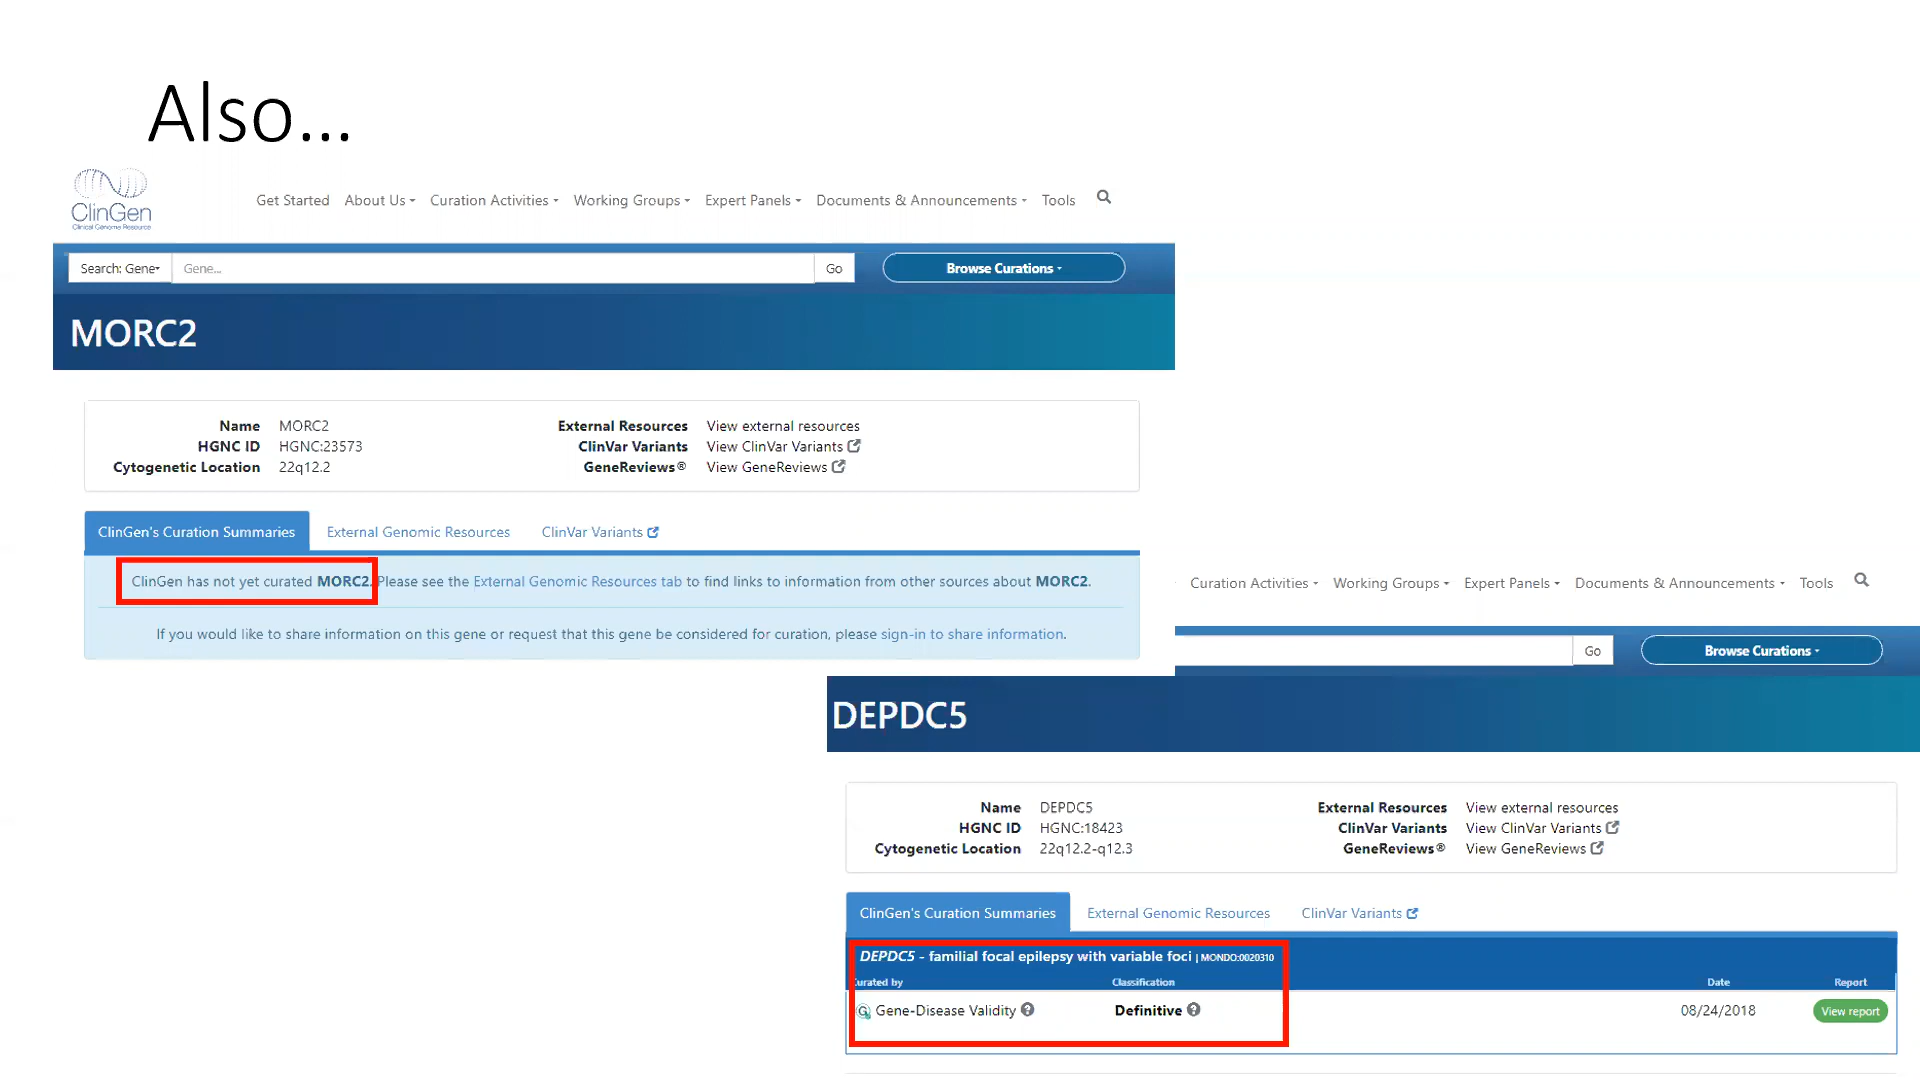 Also...
ClinGen
Clinical Genome Resource
Get Started About Us Curation Activities Working Groups Expert Panels Documents & Announcements Tools
Search: Gene Gene... Go Browse Curations
MORC2
Name MORC2 External Resources View external resources
HGNC ID HGNC:23573 ClinVar Variants View ClinVar Variants
Cytogenetic Location 22q12.2 GeneReviews® View GeneReviews
ClinGen's Curation Summaries External Genomic Resources ClinVar Variants
ClinGen has not yet curated MORC2. Please see the External Genomic Resources tab to find links to information from other sources about MORC2.
If you would like to share information on this gene or request that this gene be considered for curation, please sign-in to share information.
Curation Activities Working Groups Expert Panels Documents & Announcements Tools
Go Browse Curations
DEPDC5
Name DEPDC5 External Resources View external resources
HGNC ID HGNC:18423 ClinVar Variants View ClinVar Variants
Cytogenetic Location 22q12.2-q12.3 GeneReviews® View GeneReviews
ClinGen's Curation Summaries External Genomic Resources ClinVar Variants
DEPDC5 - familial focal epilepsy with variable foci | MONDO:0020310
Curated by Classification Date Report
G Gene-Disease Validity ? Definitive ? 08/24/2018 View report